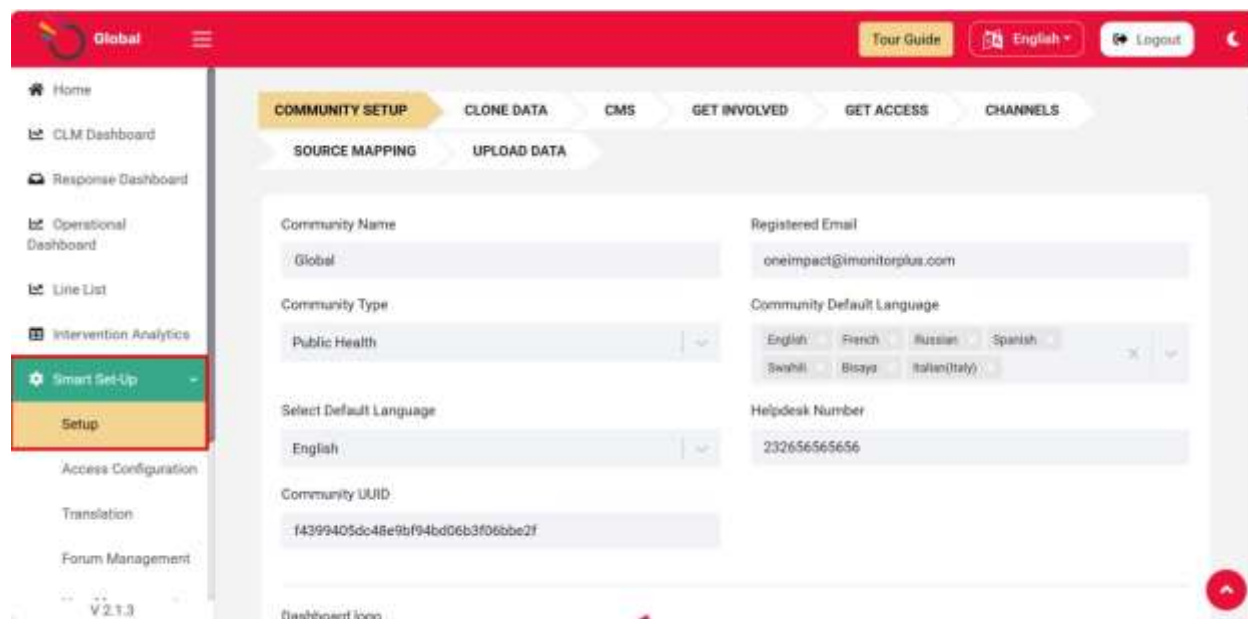 Global
Tour Guide
English
Logout
Home
CLM Dashboard
Response Dashboard
Operational
Dashboard
Line List
Intervention Analytics
Smart Set-Up
Setup
Access Configuration
Translation
Forum Management
V 2.1.3
COMMUNITY SETUP
CLONE DATA
CMS
GET INVOLVED
GET ACCESS
CHANNELS
SOURCE MAPPING
UPLOAD DATA
Community Name
Global
Registered Email
oneimpact@imonitorplus.com
Community Type
Public Health
Community Default Language
English French Russian Spanish
Swahili Bisaya Italian(Italy)
Select Default Language
English
Helpdesk Number
232656565656
Community UUID
f4399405dc48e9bf94bd06b3f06bbe2f
Dashboard logo